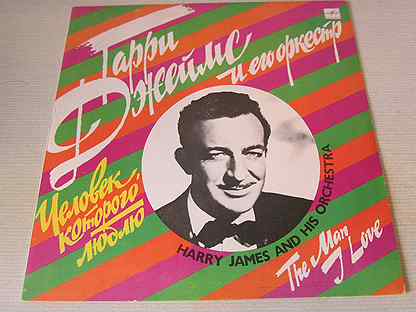 Гарри
Джеймс
и его оркестр
Человек,
которого
люблю
HARRY JAMES AND HIS ORCHESTRA
The Man
I Love